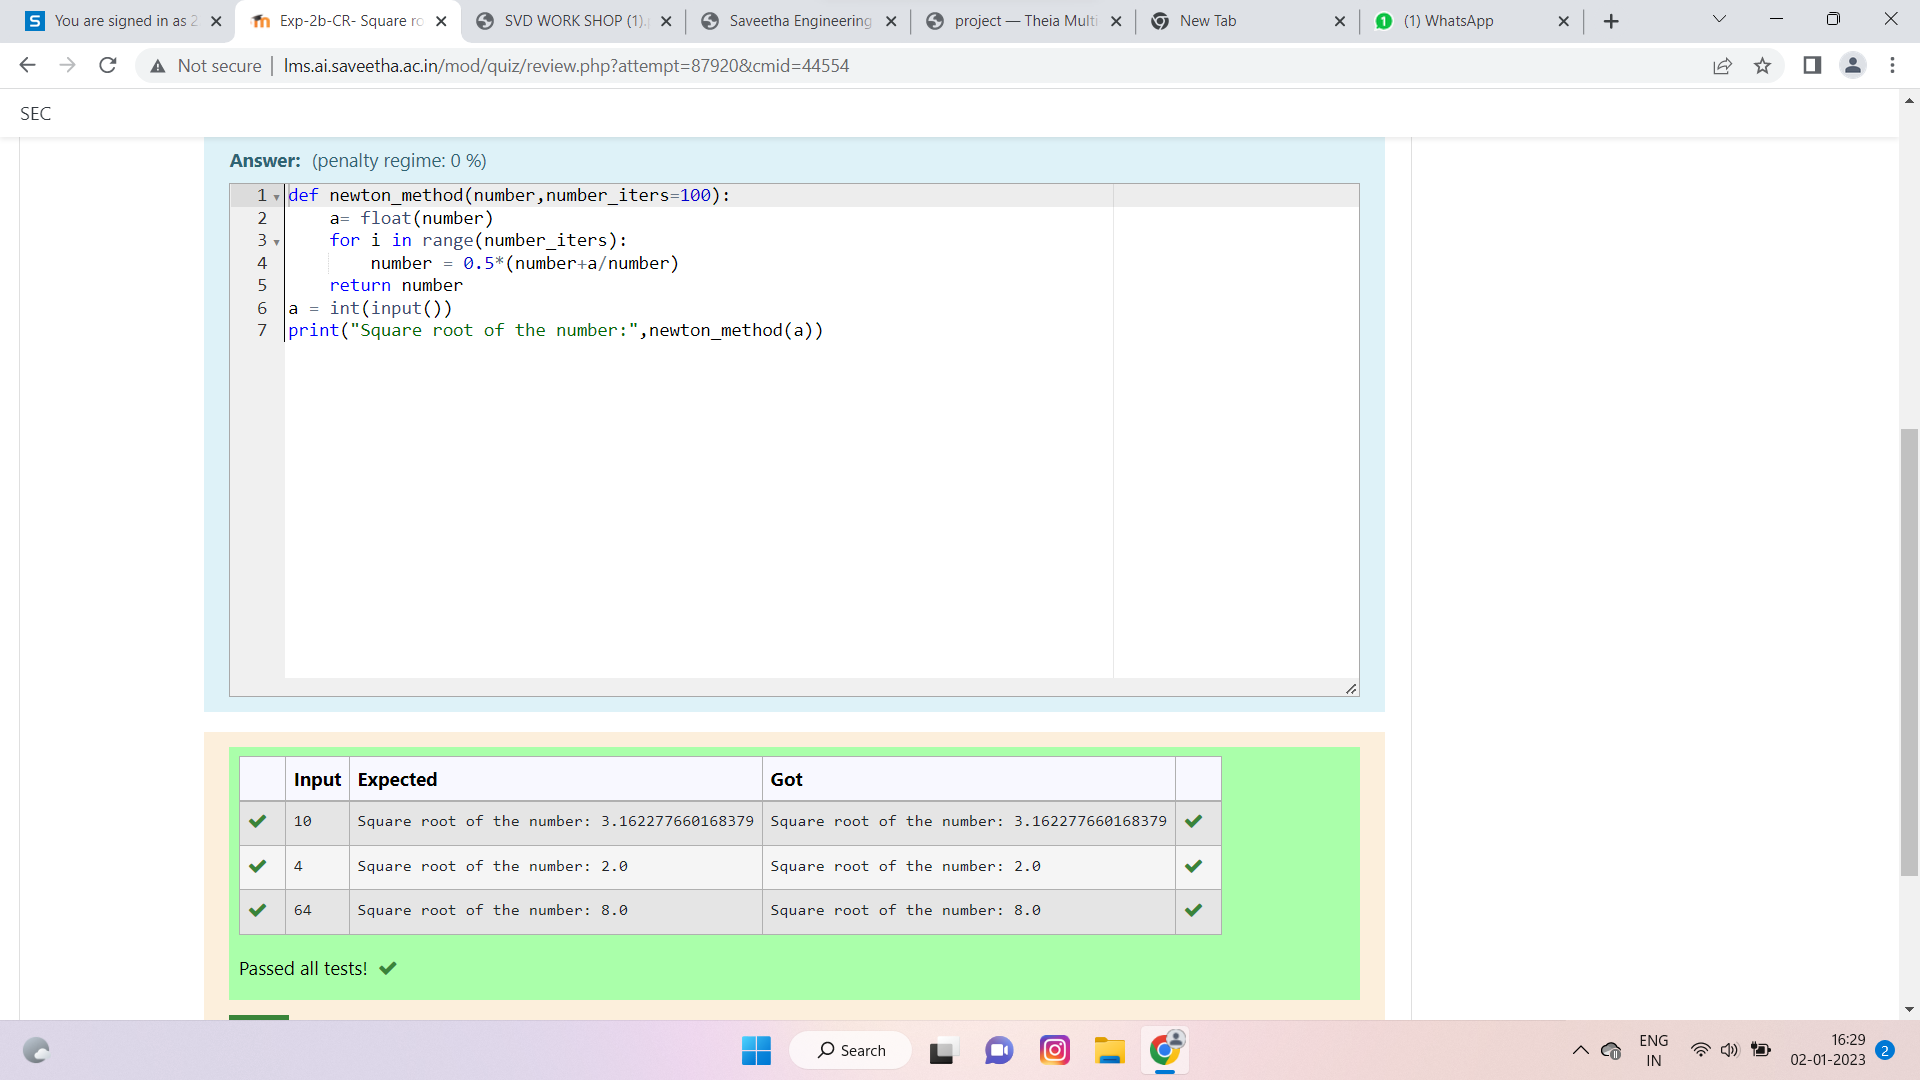 You are signed in as 2
Exp-2b-CR- Square ro
SVD WORK SHOP (1).
Saveetha Engineering
project — Theia Multi
New Tab
(1) WhatsApp
Not secure
lms.ai.saveetha.ac.in/mod/quiz/review.php?attempt=87920&cmid=44554
SEC
Answer: (penalty regime: 0 %)
1 def newton_method(number,number_iters=100):
2     a= float(number)
3     for i in range(number_iters):
4         number = 0.5*(number+a/number)
5     return number
6 a = int(input())
7 print("Square root of the number:",newton_method(a))
Input Expected Got
10 Square root of the number: 3.162277660168379 Square root of the number: 3.162277660168379
4 Square root of the number: 2.0 Square root of the number: 2.0
64 Square root of the number: 8.0 Square root of the number: 8.0
Passed all tests!
Search
ENG
IN
16:29
02-01-2023
2